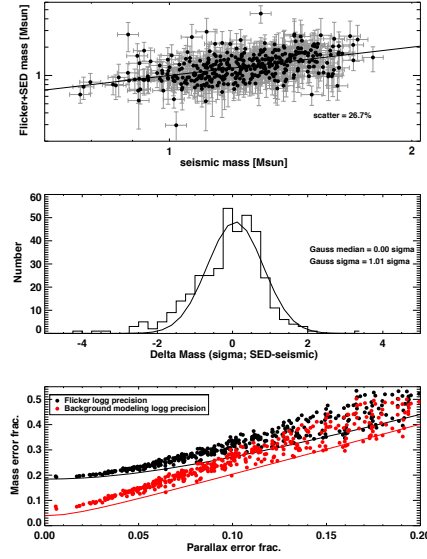 Flicker+SED mass [Msun]
1
scatter = 26.7%
1
2
seismic mass [Msun]
60
50
40
30
20
10
0
Number
Gauss median = 0.00 sigma
Gauss sigma = 1.01 sigma
-4
-2
0
2
4
Delta Mass (sigma; SED-seismic)
0.5
0.4
0.3
0.2
0.1
0.0
Mass error frac.
Flicker logg precision
Background modeling logg precision
0.00
0.05
0.10
0.15
0.20
Parallax error frac.